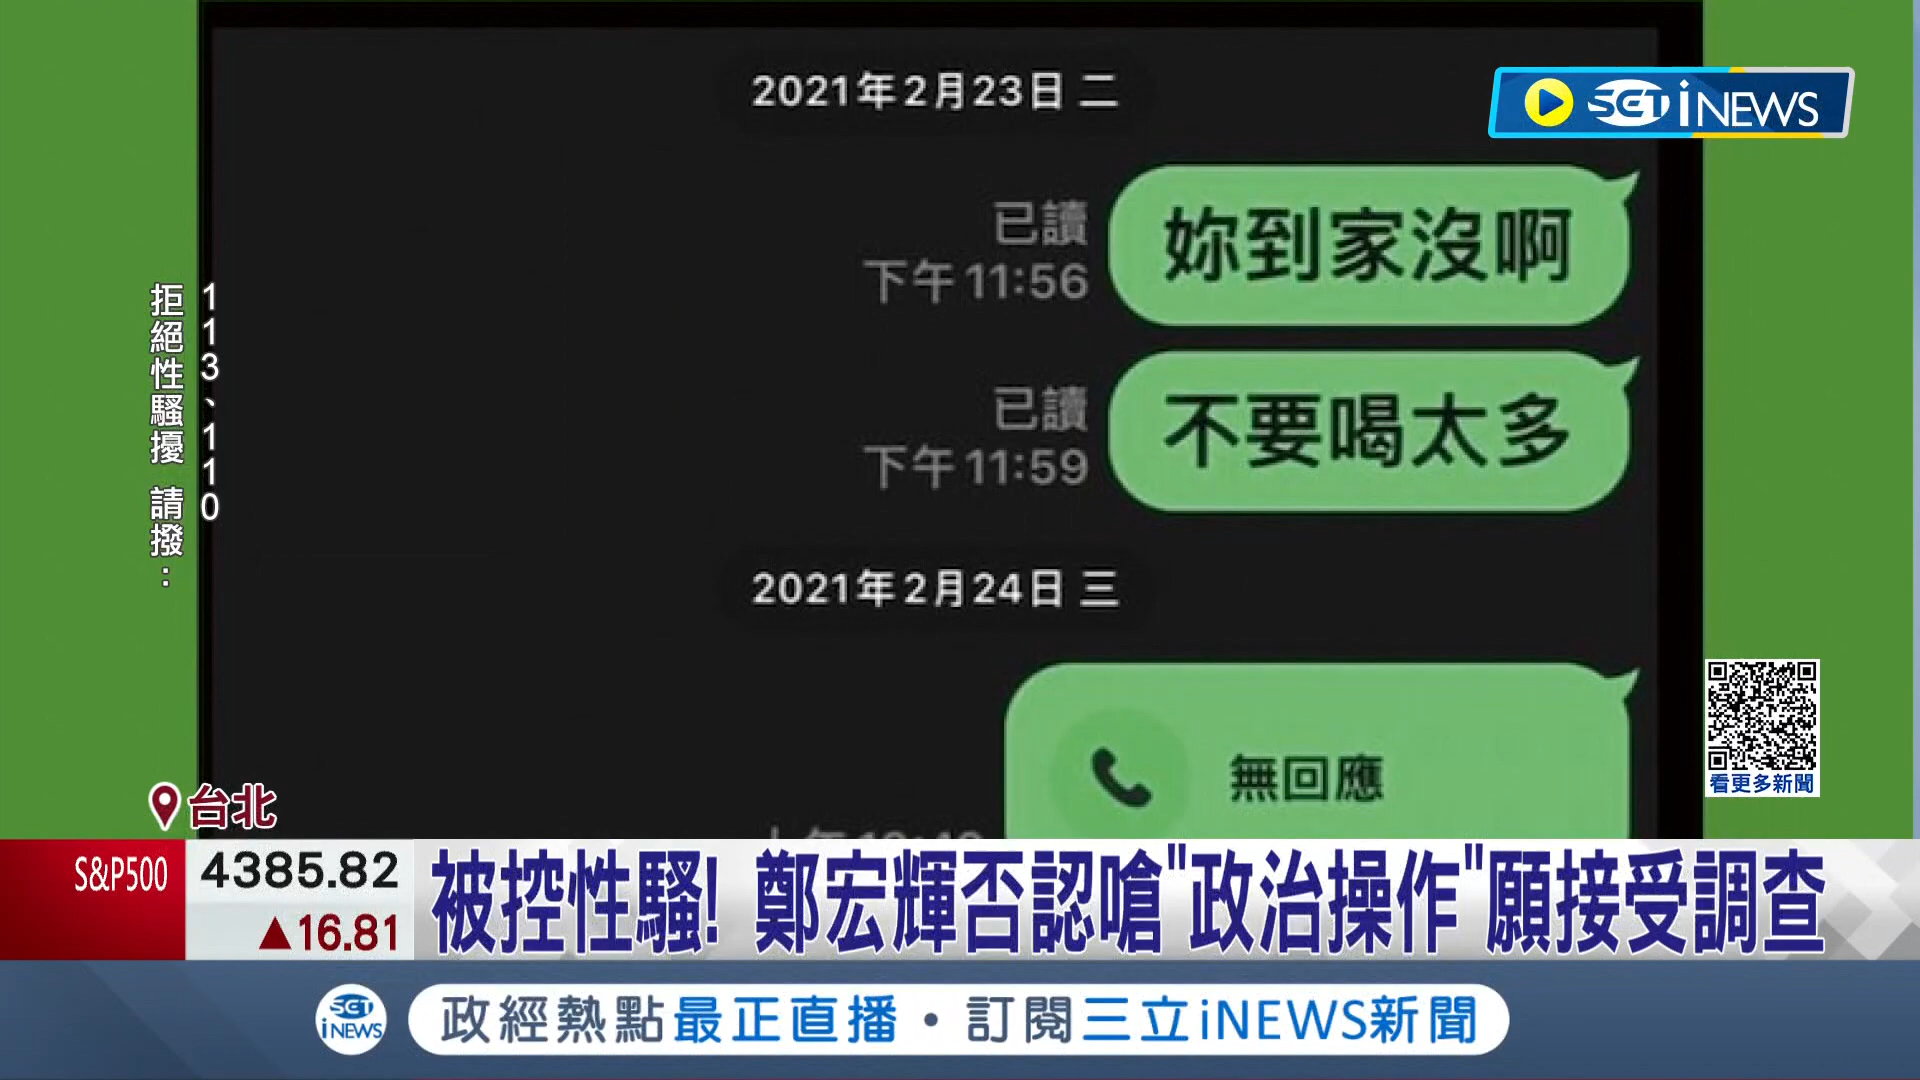 2021年2月23日 二
SET iNEWS
已讀
下午 11:56
妳到家沒啊
已讀
下午 11:59
不要喝太多
拒絕性騷擾 請撥：
113、110
2021年2月24日 三
無回應
看更多新聞
台北
S&P500
4385.82
▲16.81
被控性騷! 鄭宏輝否認嗆"政治操作"願接受調查
SET iNEWS
政經熱點最正直播・訂閱三立iNEWS新聞